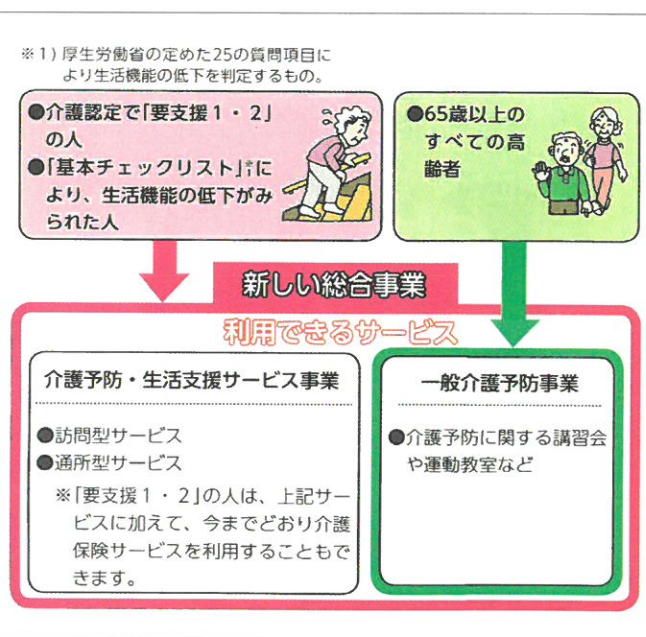 ※1）厚生労働省の定めた25の質問項目に
より生活機能の低下を判定するもの。
●介護認定で「要支援1・2」
の人
●「基本チェックリスト」※1に
より、生活機能の低下がみ
られた人
●65歳以上の
すべての高
齢者
新しい総合事業
利用できるサービス
介護予防・生活支援サービス事業
●訪問型サービス
●通所型サービス
※「要支援1・2」の人は、上記サー
ビスに加えて、今までどおり介護
保険サービスを利用することもで
きます。
一般介護予防事業
●介護予防に関する講習会
や運動教室など